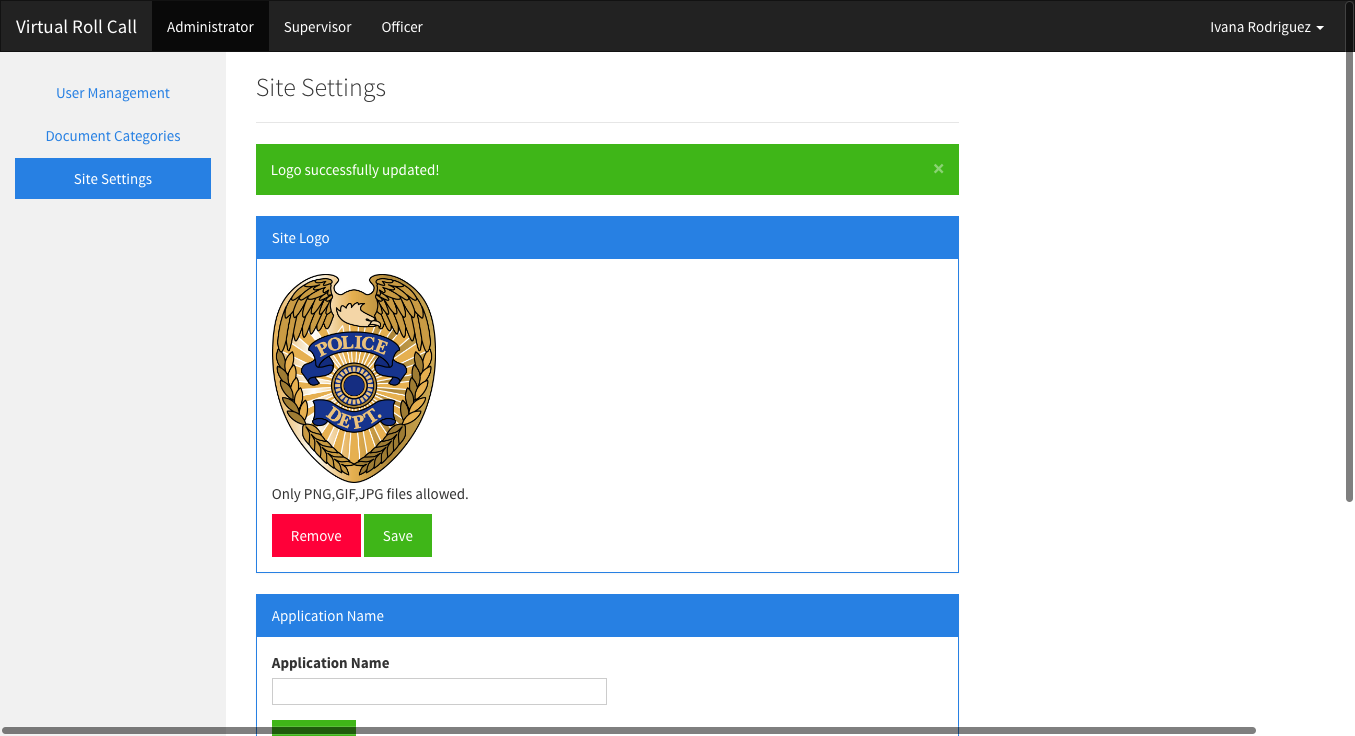 Virtual Roll Call Administrator Supervisor Officer Ivana Rodriguez
User Management
Document Categories
Site Settings
Site Settings
Logo successfully updated! ×
Site Logo
POLICE
DEPT.
Only PNG,GIF,JPG files allowed.
Remove Save
Application Name
Application Name